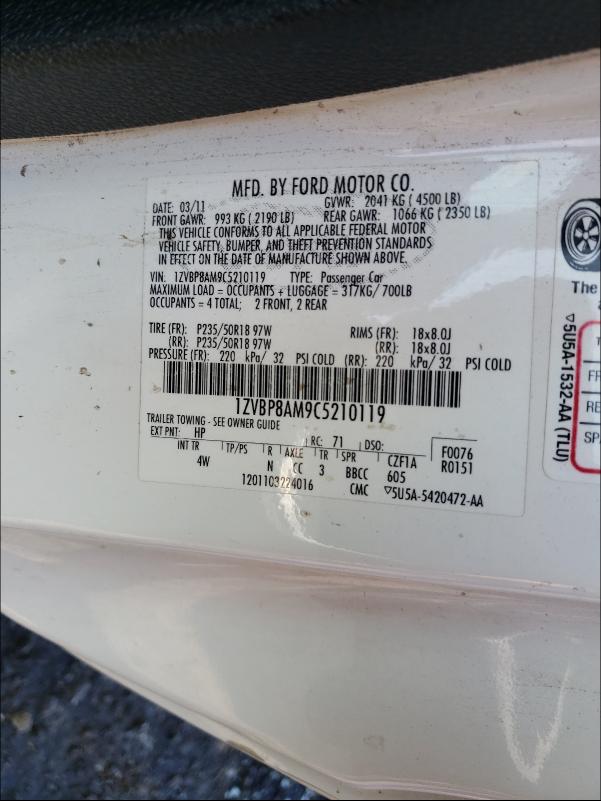 MFD. BY FORD MOTOR CO.
DATE: 03/11 GVWR: 2041 KG (4500 LB)
FRONT GAWR: 993 KG (2190 LB) REAR GAWR: 1066 KG (2350 LB)
THIS VEHICLE CONFORMS TO ALL APPLICABLE FEDERAL MOTOR
VEHICLE SAFETY, BUMPER, AND THEFT PREVENTION STANDARDS
IN EFFECT ON THE DATE OF MANUFACTURE SHOWN ABOVE.
VIN: 1ZVBP8AM9C5210119 TYPE: Passenger Car
MAXIMUM LOAD = OCCUPANTS + LUGGAGE = 317KG/700LB
OCCUPANTS = 4 TOTAL; 2 FRONT, 2 REAR
TIRE (FR): P235/50R18 97W RIMS (FR): 18x8.0J
(RR): P235/50R18 97W (RR): 18x8.0J
PRESSURE (FR): 220 kPa/ 32 PSI COLD (RR): 220 kPa/ 32 PSI COLD
1ZVBP8AM9C5210119
TRAILER TOWING - SEE OWNER GUIDE
EXT PNT: HP RC: 71 DSO: F0076
INT TR TP/PS R AXLE TR SPR CZF1A R0151
4W N CC 3 BBCC 605
1201103224016 CMC ▽5U5A-5420472-AA
The
▽5U5A-1532-AA (TLU)
FR
RE
SPA